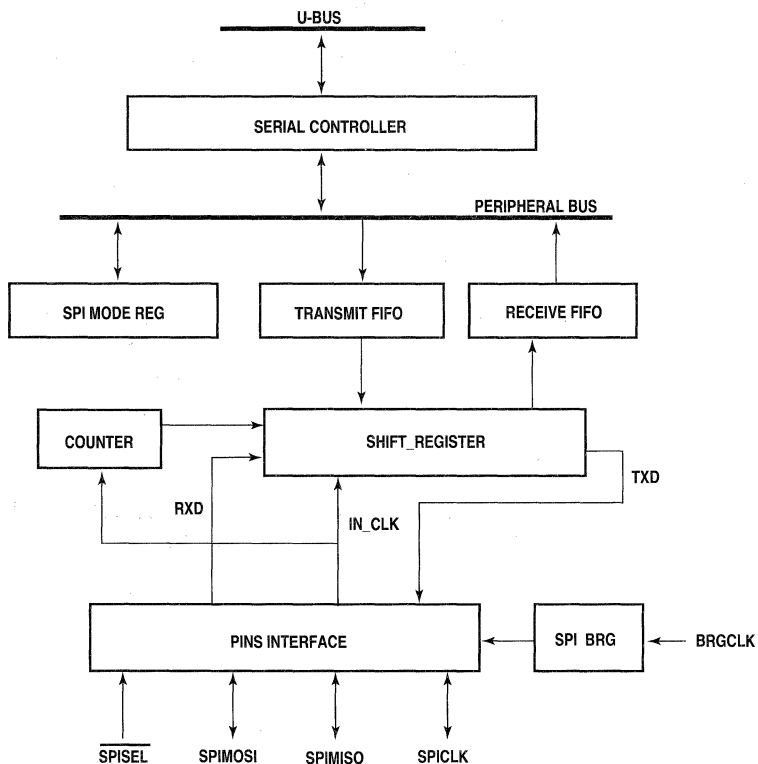 U-BUS
SERIAL CONTROLLER
PERIPHERAL BUS
SPI MODE REG
TRANSMIT FIFO
RECEIVE FIFO
COUNTER
SHIFT_REGISTER
TXD
RXD
IN_CLK
PINS INTERFACE
SPI BRG
BRGCLK
SPISEL
SPIMOSI
SPIMISO
SPICLK